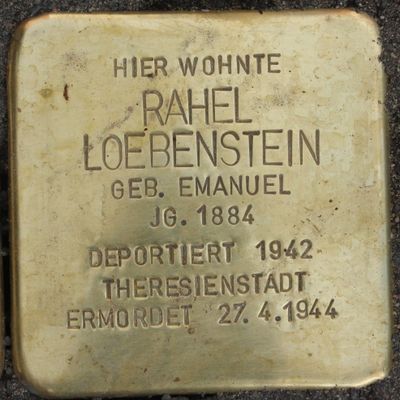 HIER WOHNTE
RAHEL
LOEBENSTEIN
GEB. EMANUEL
JG. 1884
DEPORTIERT 1942
THERESIENSTADT
ERMORDET 27.4.1944